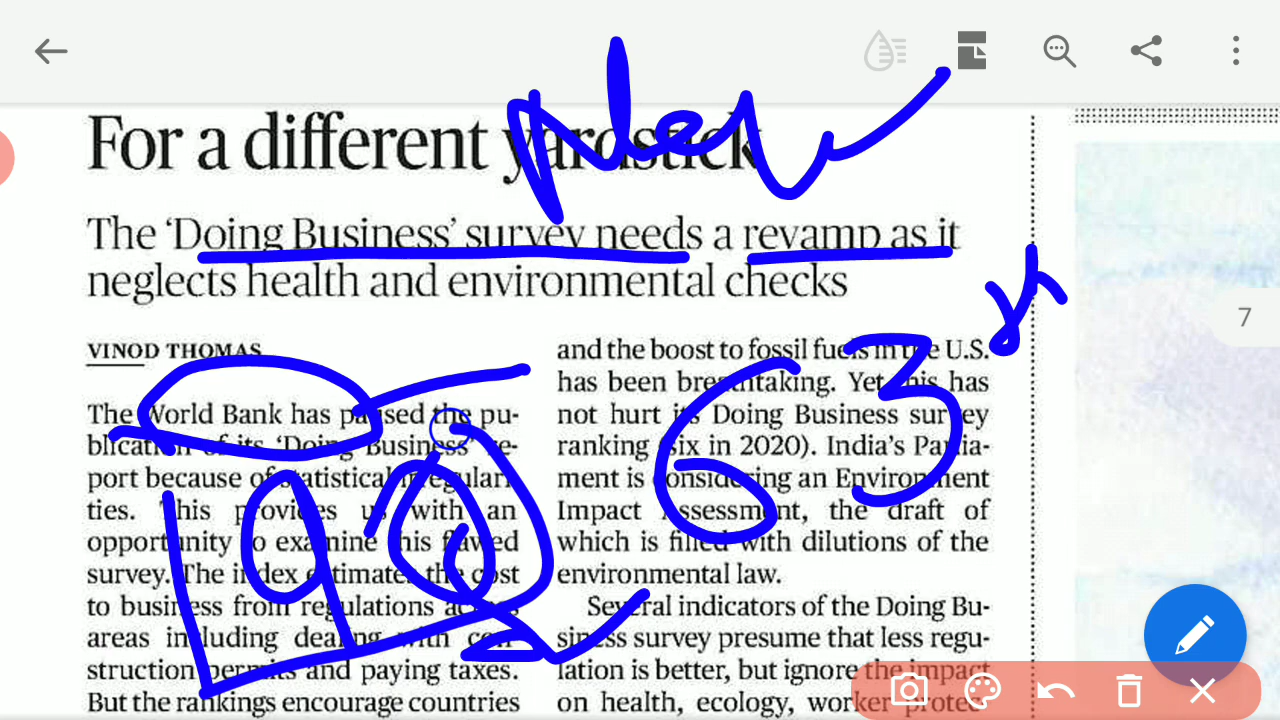 New
For a different yardstick
The ‘Doing Business’ survey needs a revamp as it
neglects health and environmental checks
VINOD THOMAS
The World Bank has paused the pu-
blication of its ‘Doing Business’ re-
port because of statistical irregulari-
ties. This provides us with an
opportunity to examine this flawed
survey. The index estimates the cost
to business from regulations across
areas including dealing with con-
struction permits and paying taxes.
But the rankings encourage countries
and the boost to fossil fuels in the U.S.
has been breathtaking. Yet this has
not hurt its Doing Business survey
ranking (six in 2020). India’s Parlia-
ment is considering an Environment
Impact Assessment, the draft of
which is filled with dilutions of the
environmental law.
Several indicators of the Doing Bu-
siness survey presume that less regu-
lation is better, but ignore the impact
on health, ecology, worker protec-
63
7